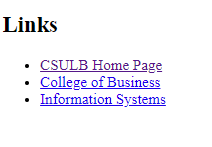 Links
CSULB Home Page
College of Business
Information Systems